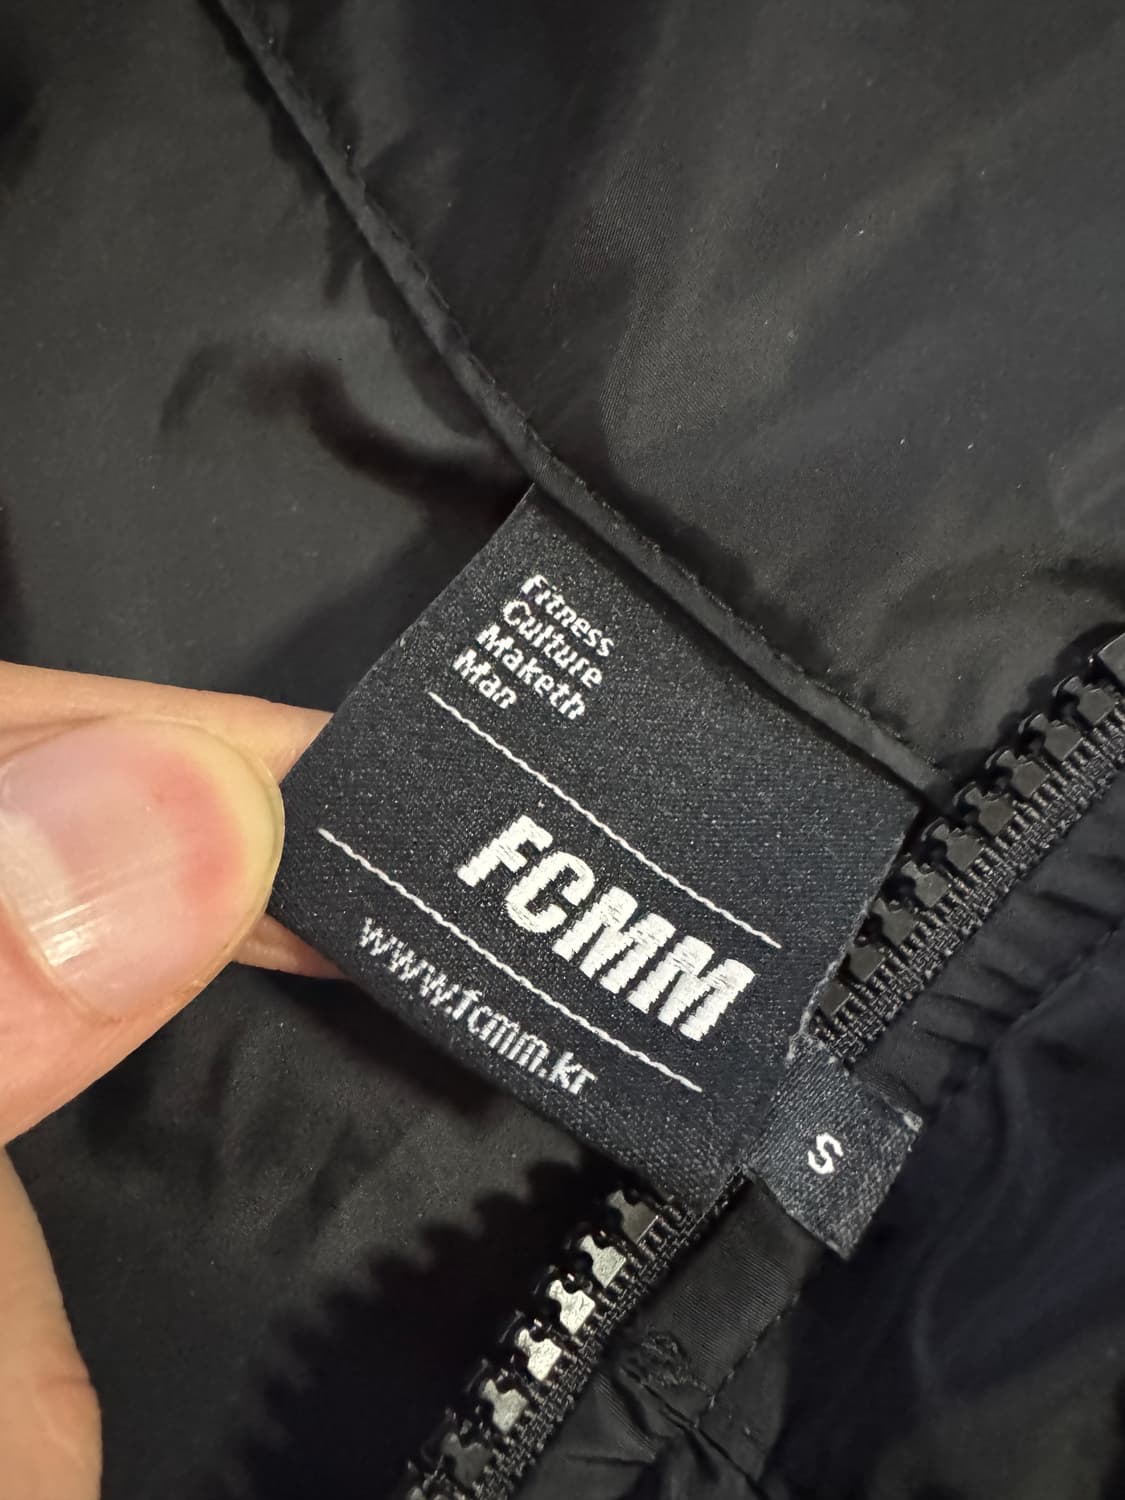 Fitness
Culture
Maketh
Man
FCMM
www.fcmm.kr
S